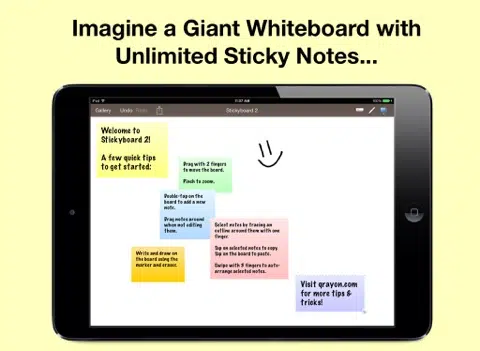 Imagine a Giant Whiteboard with
Unlimited Sticky Notes...
Gallery Undo Redo Stickyboard 2
Welcome to
Stickyboard 2!
A few quick tips
to get started:
Drag with 2 fingers
to move the board.
Pinch to zoom.
Double-tap on the
board to add a new
note.
Drag notes around
when not editing
them.
Select notes by tracing an
outline around them with one
finger.
Tap on selected notes to copy
Tap on the board to paste.
Swipe with 3 fingers to auto-
arrange selected notes.
Write and draw on
the board using the
marker and eraser.
Visit qrayon.com
for more tips &
tricks!